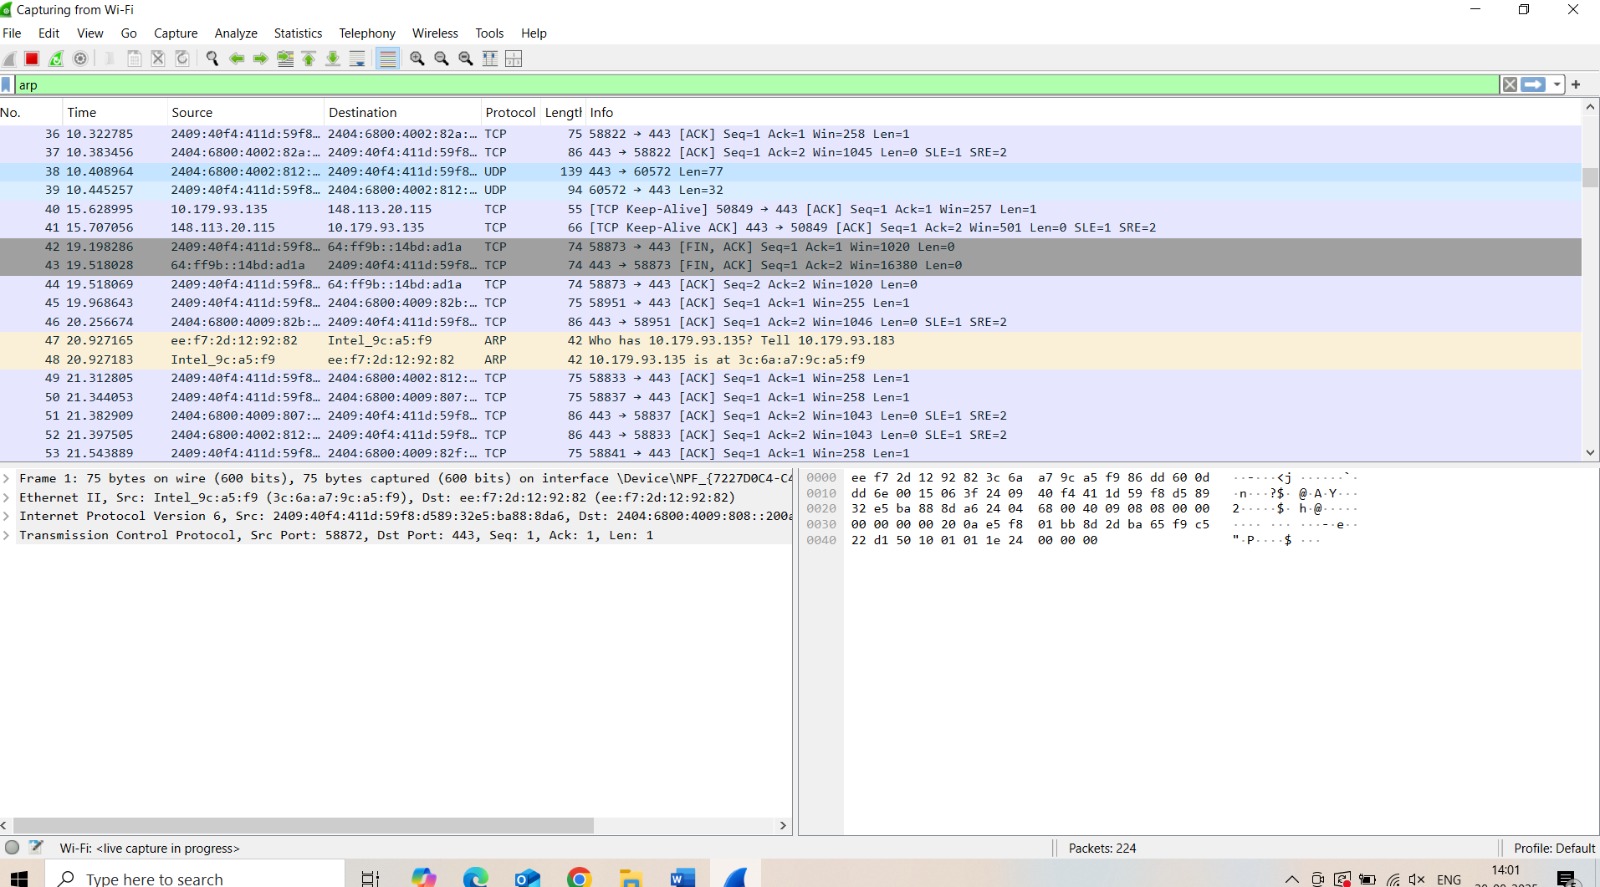 Capturing from Wi-Fi
File Edit View Go Capture Analyze Statistics Telephony Wireless Tools Help
arp
No. Time Source Destination Protocol Length Info
36 10.322785 2409:40f4:411d:59f8… 2404:6800:4002:82a:… TCP 75 58822 → 443 [ACK] Seq=1 Ack=1 Win=258 Len=1
37 10.383456 2404:6800:4002:82a:… 2409:40f4:411d:59f8… TCP 86 443 → 58822 [ACK] Seq=1 Ack=2 Win=1045 Len=0 SLE=1 SRE=2
38 10.408964 2404:6800:4002:812:… 2409:40f4:411d:59f8… UDP 139 443 → 60572 Len=77
39 10.445257 2409:40f4:411d:59f8… 2404:6800:4002:812:… UDP 94 60572 → 443 Len=32
40 15.628995 10.179.93.135 148.113.20.115 TCP 55 [TCP Keep-Alive] 50849 → 443 [ACK] Seq=1 Ack=1 Win=257 Len=1
41 15.707056 148.113.20.115 10.179.93.135 TCP 66 [TCP Keep-Alive ACK] 443 → 50849 [ACK] Seq=1 Ack=2 Win=501 Len=0 SLE=1 SRE=2
42 19.198286 2409:40f4:411d:59f8… 64:ff9b::14bd:ad1a TCP 74 58873 → 443 [FIN, ACK] Seq=1 Ack=1 Win=1020 Len=0
43 19.518028 64:ff9b::14bd:ad1a 2409:40f4:411d:59f8… TCP 74 443 → 58873 [FIN, ACK] Seq=1 Ack=2 Win=16380 Len=0
44 19.518069 2409:40f4:411d:59f8… 64:ff9b::14bd:ad1a TCP 74 58873 → 443 [ACK] Seq=2 Ack=2 Win=1020 Len=0
45 19.968643 2409:40f4:411d:59f8… 2404:6800:4009:82b:… TCP 75 58951 → 443 [ACK] Seq=1 Ack=1 Win=255 Len=1
46 20.256674 2404:6800:4009:82b:… 2409:40f4:411d:59f8… TCP 86 443 → 58951 [ACK] Seq=1 Ack=2 Win=1046 Len=0 SLE=1 SRE=2
47 20.927165 ee:f7:2d:12:92:82 Intel_9c:a5:f9 ARP 42 Who has 10.179.93.135? Tell 10.179.93.183
48 20.927183 Intel_9c:a5:f9 ee:f7:2d:12:92:82 ARP 42 10.179.93.135 is at 3c:6a:a7:9c:a5:f9
49 21.312805 2409:40f4:411d:59f8… 2404:6800:4002:812:… TCP 75 58833 → 443 [ACK] Seq=1 Ack=1 Win=258 Len=1
50 21.344053 2409:40f4:411d:59f8… 2404:6800:4009:807:… TCP 75 58837 → 443 [ACK] Seq=1 Ack=1 Win=258 Len=1
51 21.382909 2404:6800:4009:807:… 2409:40f4:411d:59f8… TCP 86 443 → 58837 [ACK] Seq=1 Ack=2 Win=1043 Len=0 SLE=1 SRE=2
52 21.397505 2404:6800:4002:812:… 2409:40f4:411d:59f8… TCP 86 443 → 58833 [ACK] Seq=1 Ack=2 Win=1043 Len=0 SLE=1 SRE=2
53 21.543889 2409:40f4:411d:59f8… 2404:6800:4009:82f:… TCP 75 58841 → 443 [ACK] Seq=1 Ack=1 Win=258 Len=1
Frame 1: 75 bytes on wire (600 bits), 75 bytes captured (600 bits) on interface \Device\NPF_{7227D0C4-C4
Ethernet II, Src: Intel_9c:a5:f9 (3c:6a:a7:9c:a5:f9), Dst: ee:f7:2d:12:92:82 (ee:f7:2d:12:92:82)
Internet Protocol Version 6, Src: 2409:40f4:411d:59f8:d589:32e5:ba88:8da6, Dst: 2404:6800:4009:808::200a
Transmission Control Protocol, Src Port: 58872, Dst Port: 443, Seq: 1, Ack: 1, Len: 1
0000 ee f7 2d 12 92 82 3c 6a a7 9c a5 f9 86 dd 60 0d ··-···<j ······`·
0010 dd 6e 00 15 06 3f 24 09 40 f4 41 1d 59 f8 d5 89 ·n···?$· @·A·Y···
0020 32 e5 ba 88 8d a6 24 04 68 00 40 09 08 08 00 00 2·····$· h·@·····
0030 00 00 00 00 20 0a e5 f8 01 bb 8d 2d ba 65 f9 c5 ···· ··· ···-·e··
0040 22 d1 50 10 01 01 1e 24 00 00 00 "·P····$ ···
Wi-Fi: <live capture in progress> Packets: 224 Profile: Default
Type here to search ENG 14:01